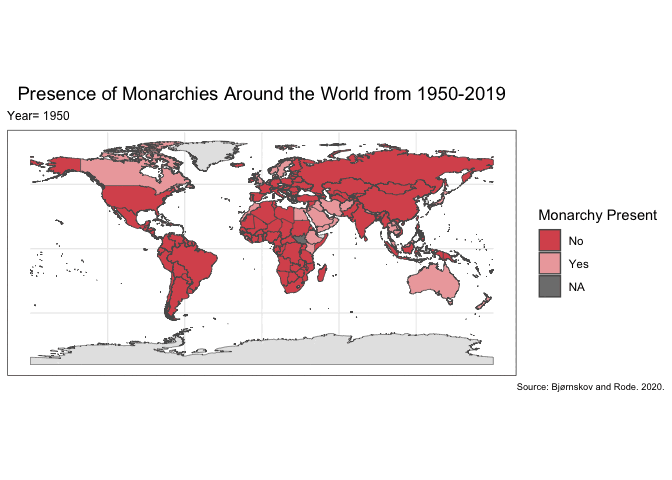 Presence of Monarchies Around the World from 1950-2019
Year= 1950
Monarchy Present
No
Yes
NA
Source: Bjørnskov and Rode. 2020.